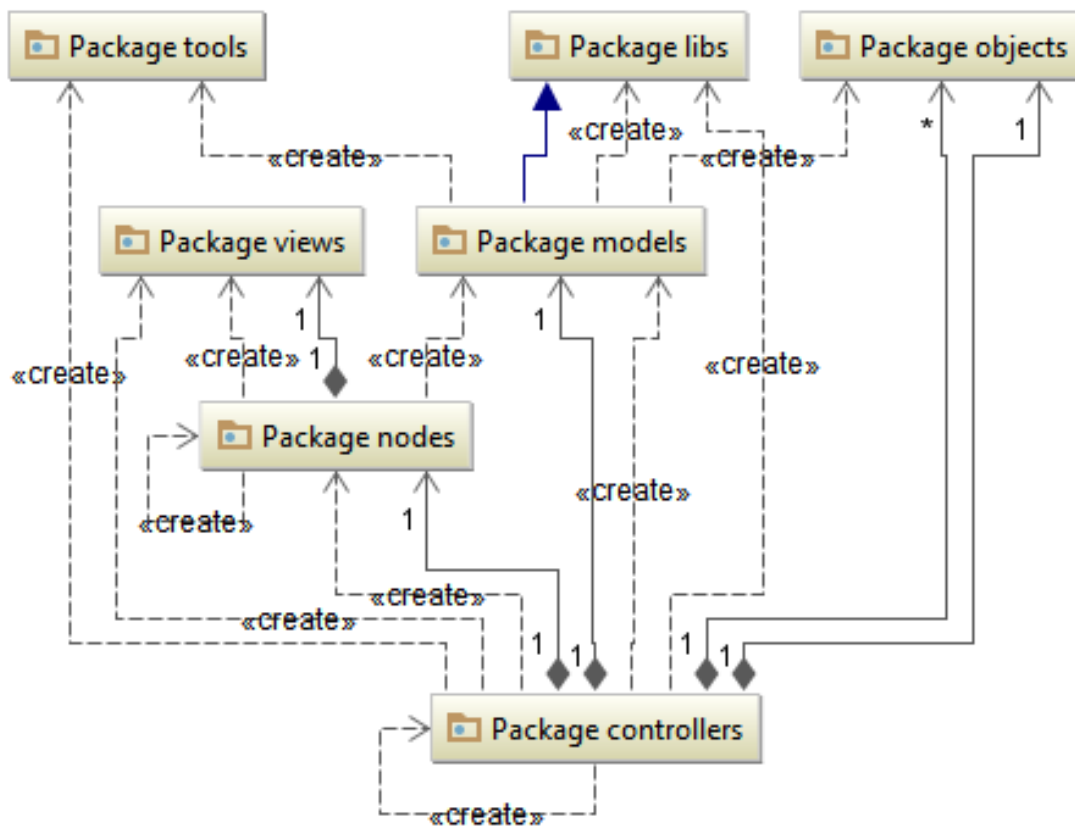 Package tools
Package libs
Package objects
*
1
«create»
«create»
«create»
Package views
Package models
1
1
«create»
1
«create»
«create»
«create»
Package nodes
«create»
1
«create»
«create»
«create»
1
1
1
1
Package controllers
«create»